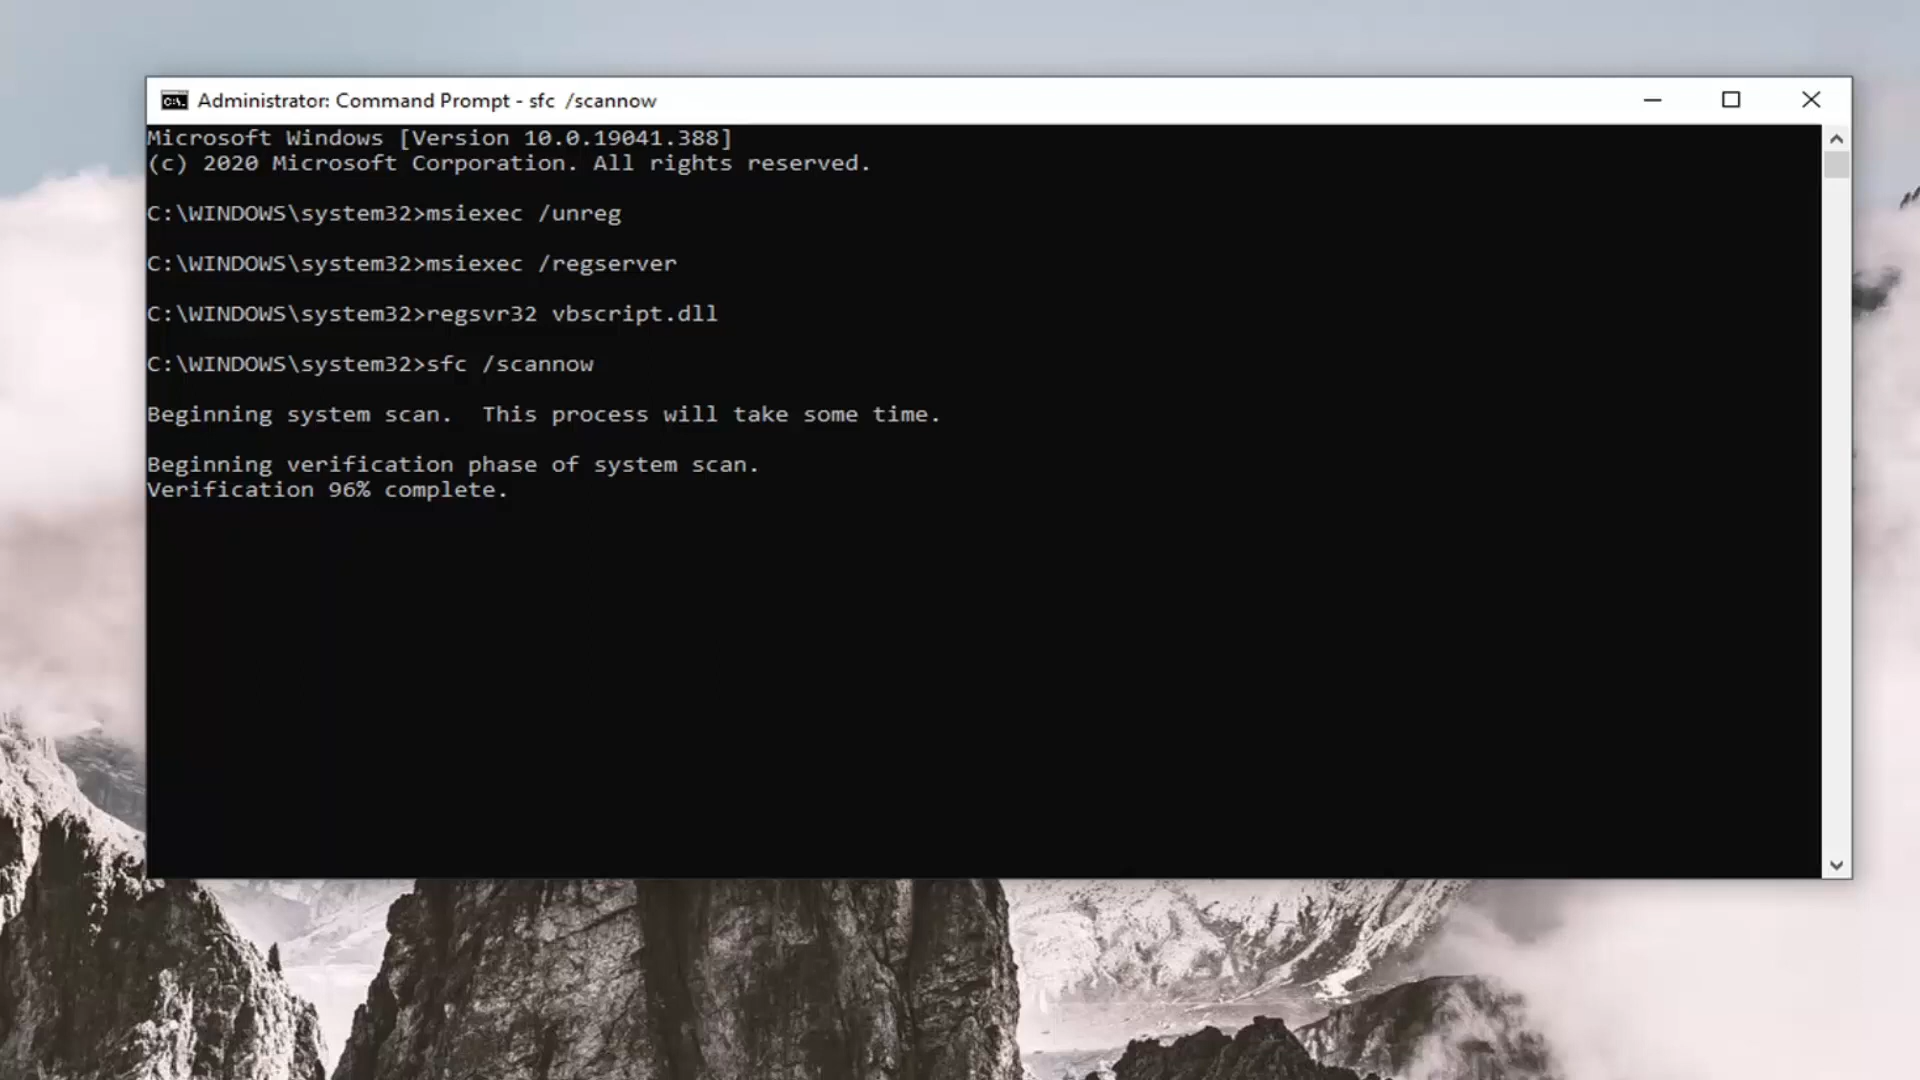 Administrator: Command Prompt - sfc  /scannow
Microsoft Windows [Version 10.0.19041.388]
(c) 2020 Microsoft Corporation. All rights reserved.
C:\WINDOWS\system32>msiexec /unreg
C:\WINDOWS\system32>msiexec /regserver
C:\WINDOWS\system32>regsvr32 vbscript.dll
C:\WINDOWS\system32>sfc /scannow
Beginning system scan.  This process will take some time.
Beginning verification phase of system scan.
Verification 96% complete.